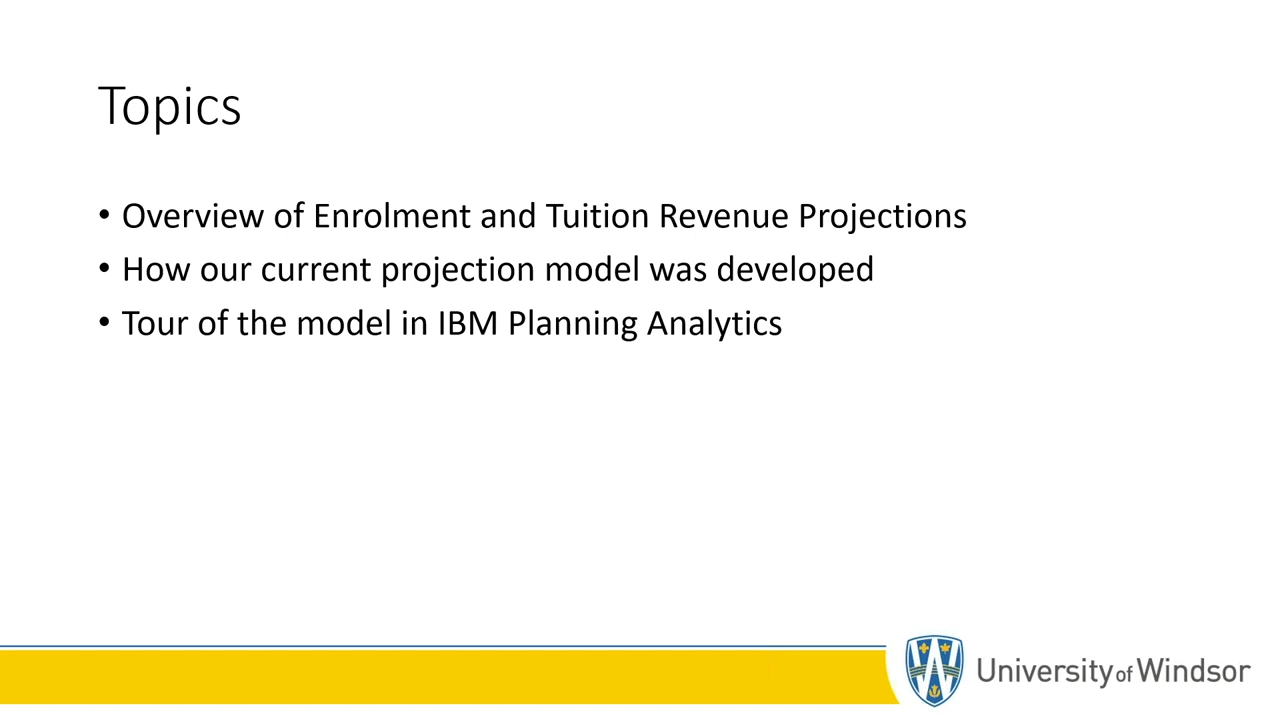 Topics
• Overview of Enrolment and Tuition Revenue Projections
• How our current projection model was developed
• Tour of the model in IBM Planning Analytics
University of Windsor